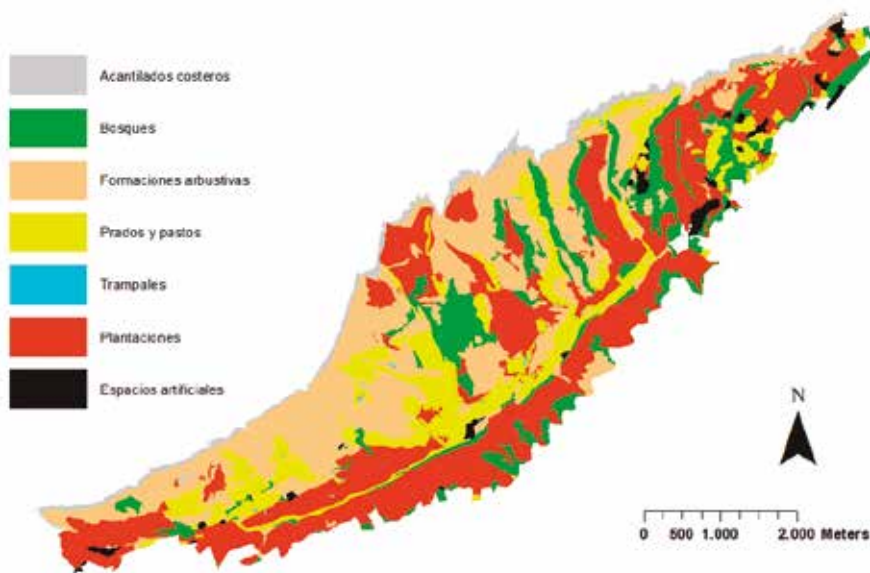 Acantilados costeros
Bosques
Formaciones arbustivas
Prados y pastos
Trampales
Plantaciones
Espacios artificiales
N
0 500 1.000 2.000 Meters